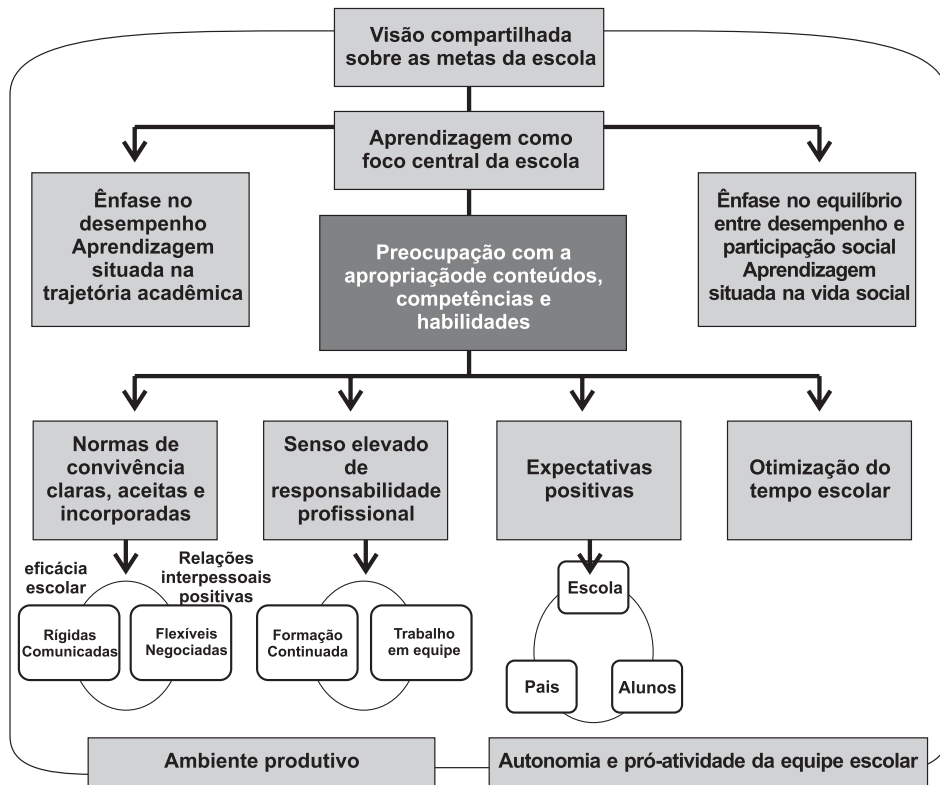 Visão compartilhada
sobre as metas da escola
Aprendizagem como
foco central da escola
Ênfase no
desempenho
Aprendizagem
situada na
trajetória acadêmica
Preocupação com a
apropriaçãode conteúdos,
competências e
habilidades
Ênfase no equilíbrio
entre desempenho e
participação social
Aprendizagem
situada na vida social
Normas de
convivência
claras, aceitas e
incorporadas
Senso elevado
de
responsabilidade
profissional
Expectativas
positivas
Otimização do
tempo escolar
eficácia
escolar
Relações
interpessoais
positivas
Rígidas
Comunicadas
Flexíveis
Negociadas
Formação
Continuada
Trabalho
em equipe
Escola
Pais
Alunos
Ambiente produtivo
Autonomia e pró-atividade da equipe escolar